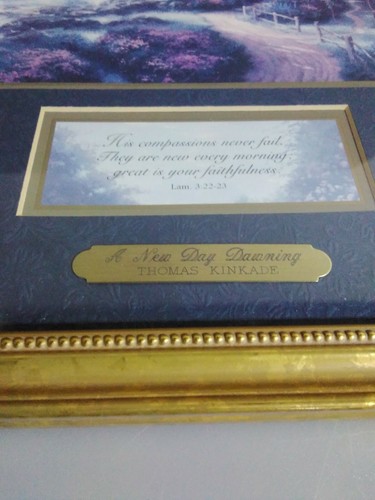 ...His compassions never fail.
They are new every morning
great is your faithfulness.
Lam. 3:22-23
A New Day Dawning
THOMAS KINKADE